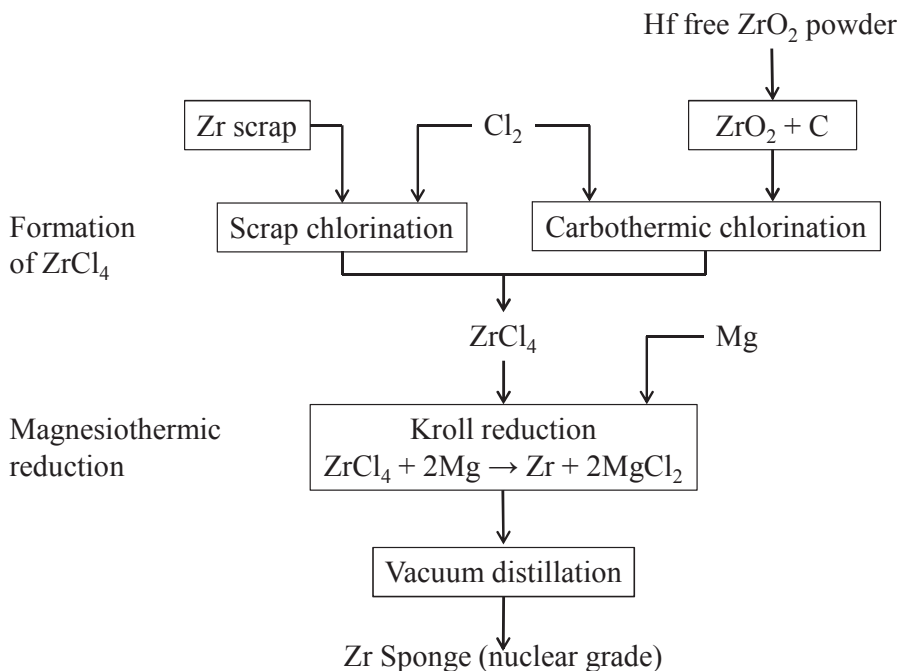 Hf free ZrO₂ powder
Zr scrap
Cl₂
ZrO₂ + C
Formation
of ZrCl₄
Scrap chlorination
Carbothermic chlorination
ZrCl₄
Mg
Magnesiothermic
reduction
Kroll reduction
ZrCl₄ + 2Mg → Zr + 2MgCl₂
Vacuum distillation
Zr Sponge (nuclear grade)